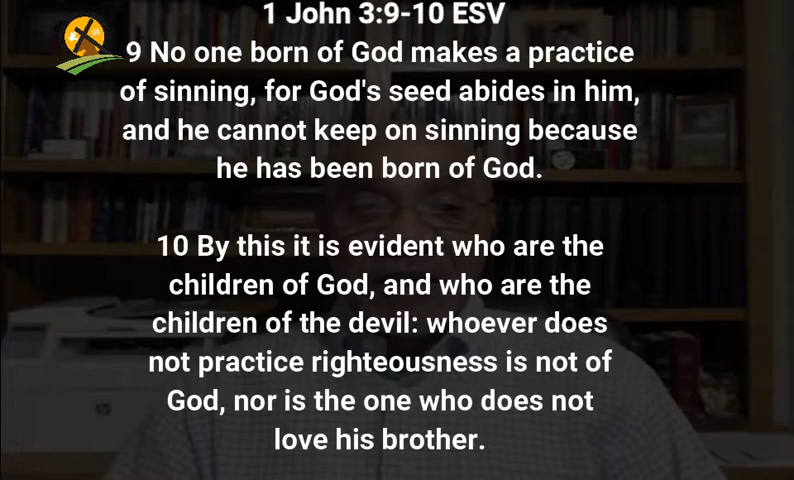 1 John 3:9-10 ESV
9 No one born of God makes a practice
of sinning, for God's seed abides in him,
and he cannot keep on sinning because
he has been born of God.
10 By this it is evident who are the
children of God, and who are the
children of the devil: whoever does
not practice righteousness is not of
God, nor is the one who does not
love his brother.